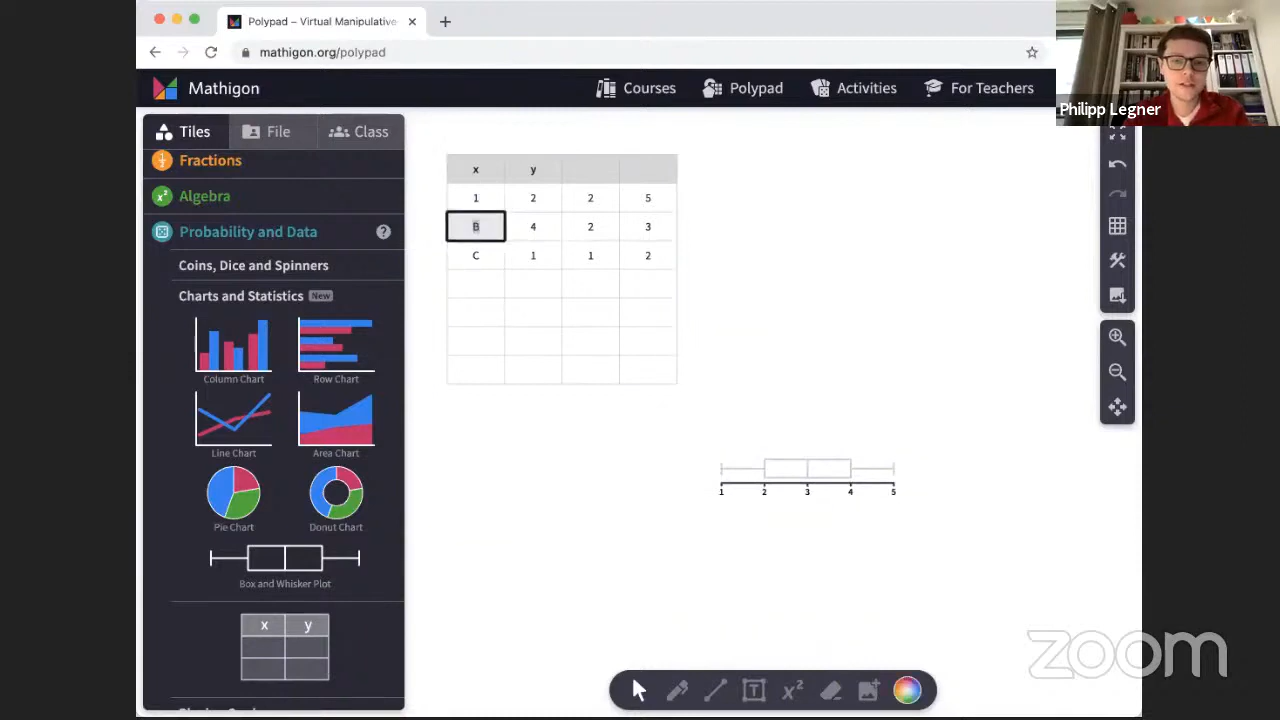 Polypad – Virtual Manipulative
mathigon.org/polypad
Mathigon
Courses
Polypad
Activities
For Teachers
Philipp Legner
Tiles
File
Class
Fractions
Algebra
Probability and Data
?
Coins, Dice and Spinners
Charts and Statistics New
Column Chart
Row Chart
Line Chart
Area Chart
Pie Chart
Donut Chart
Box and Whisker Plot
x y
x y
1 2 2 5
B 4 2 3
C 1 1 2
1 2 3 4 5
T
x²
zoom